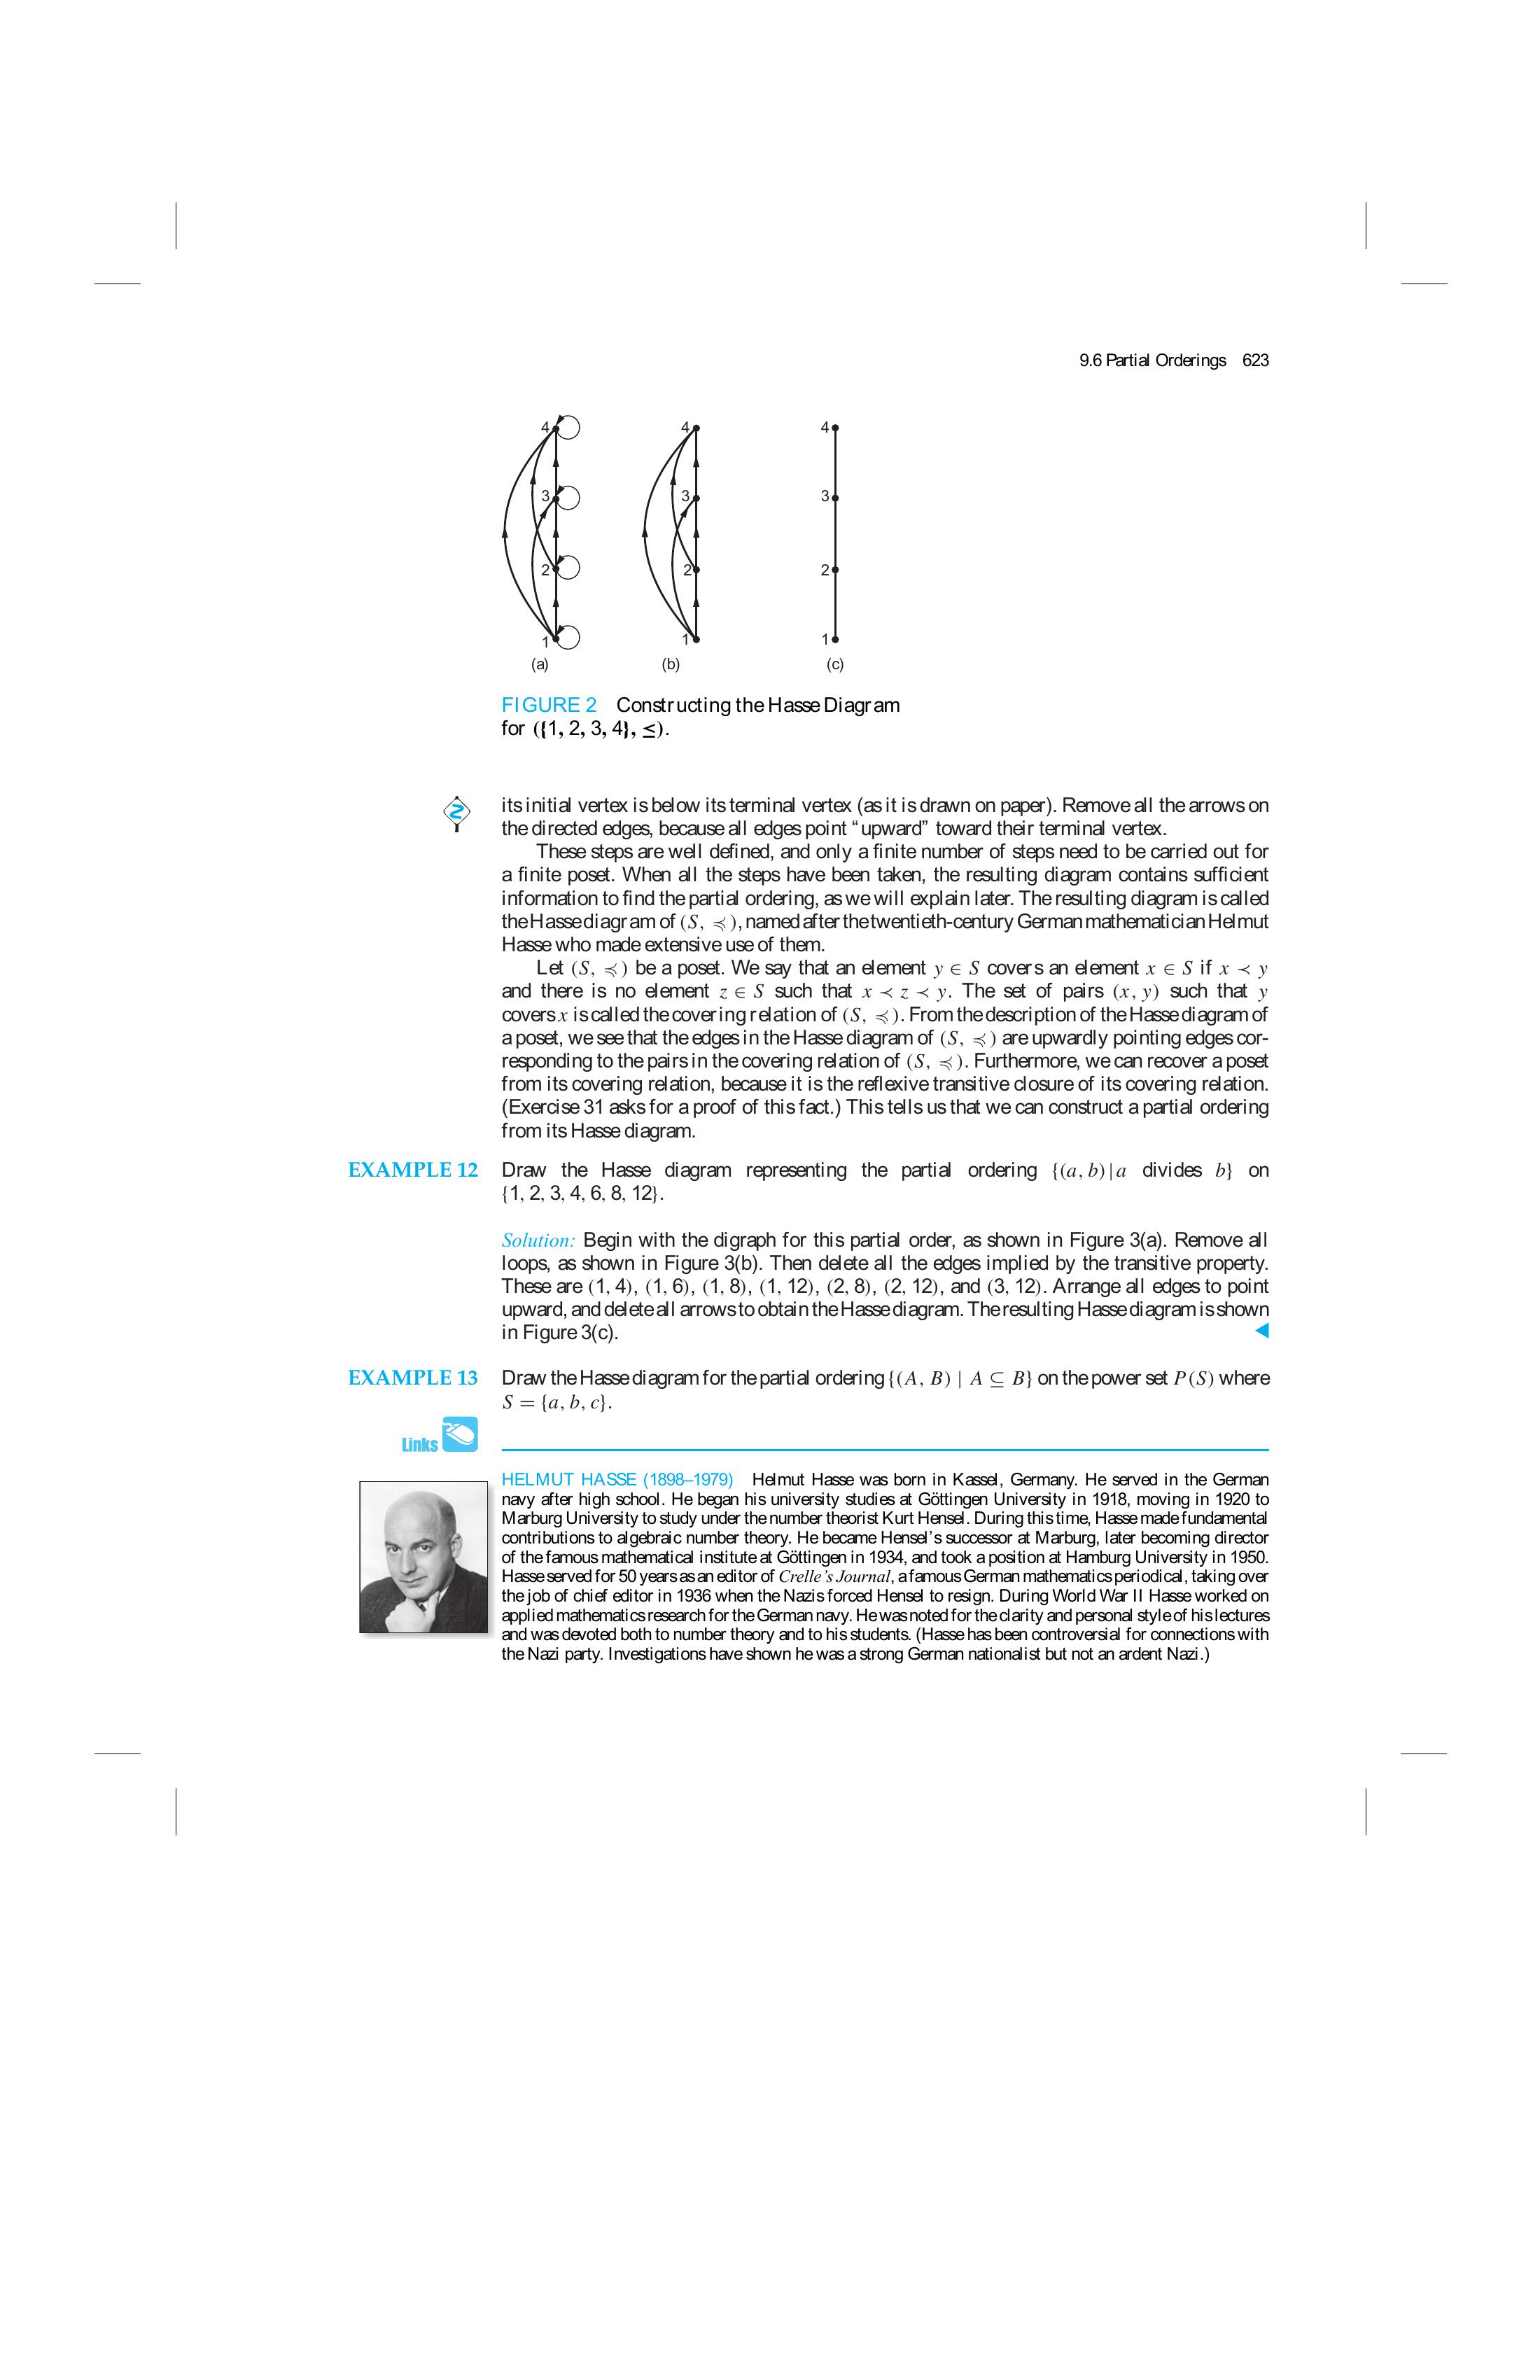 9.6 Partial Orderings 623
4 4 4
3 3 3
2 2 2
1 1 1
(a) (b) (c)
FIGURE 2 Constructing the Hasse Diagram
for ({1, 2, 3, 4}, ≤).
its initial vertex is below its terminal vertex (as it is drawn on paper). Remove all the arrows on
the directed edges, because all edges point “upward” toward their terminal vertex.
These steps are well defined, and only a finite number of steps need to be carried out for
a finite poset. When all the steps have been taken, the resulting diagram contains sufficient
information to find the partial ordering, as we will explain later. The resulting diagram is called
the Hasse diagram of (S, ≼), named after the twentieth-century German mathematician Helmut
Hasse who made extensive use of them.
Let (S, ≼) be a poset. We say that an element y ∈ S covers an element x ∈ S if x ≺ y
and there is no element z ∈ S such that x ≺ z ≺ y. The set of pairs (x, y) such that y
covers x is called the covering relation of (S, ≼). From the description of the Hasse diagram of
a poset, we see that the edges in the Hasse diagram of (S, ≼) are upwardly pointing edges cor-
responding to the pairs in the covering relation of (S, ≼). Furthermore, we can recover a poset
from its covering relation, because it is the reflexive transitive closure of its covering relation.
(Exercise 31 asks for a proof of this fact.) This tells us that we can construct a partial ordering
from its Hasse diagram.
EXAMPLE 12 Draw the Hasse diagram representing the partial ordering {(a, b) | a divides b} on
{1, 2, 3, 4, 6, 8, 12}.
Solution: Begin with the digraph for this partial order, as shown in Figure 3(a). Remove all
loops, as shown in Figure 3(b). Then delete all the edges implied by the transitive property.
These are (1, 4), (1, 6), (1, 8), (1, 12), (2, 8), (2, 12), and (3, 12). Arrange all edges to point
upward, and delete all arrows to obtain the Hasse diagram. The resulting Hasse diagram is shown
in Figure 3(c).
EXAMPLE 13 Draw the Hasse diagram for the partial ordering {(A, B) | A ⊆ B} on the power set P(S) where
S = {a, b, c}.
Links
HELMUT HASSE (1898–1979) Helmut Hasse was born in Kassel, Germany. He served in the German
navy after high school. He began his university studies at Göttingen University in 1918, moving in 1920 to
Marburg University to study under the number theorist Kurt Hensel. During this time, Hasse made fundamental
contributions to algebraic number theory. He became Hensel’s successor at Marburg, later becoming director
of the famous mathematical institute at Göttingen in 1934, and took a position at Hamburg University in 1950.
Hasse served for 50 years as an editor of Crelle’s Journal, a famous German mathematics periodical, taking over
the job of chief editor in 1936 when the Nazis forced Hensel to resign. During World War II Hasse worked on
applied mathematics research for the German navy. He was noted for the clarity and personal style of his lectures
and was devoted both to number theory and to his students. (Hasse has been controversial for connections with
the Nazi party. Investigations have shown he was a strong German nationalist but not an ardent Nazi.)